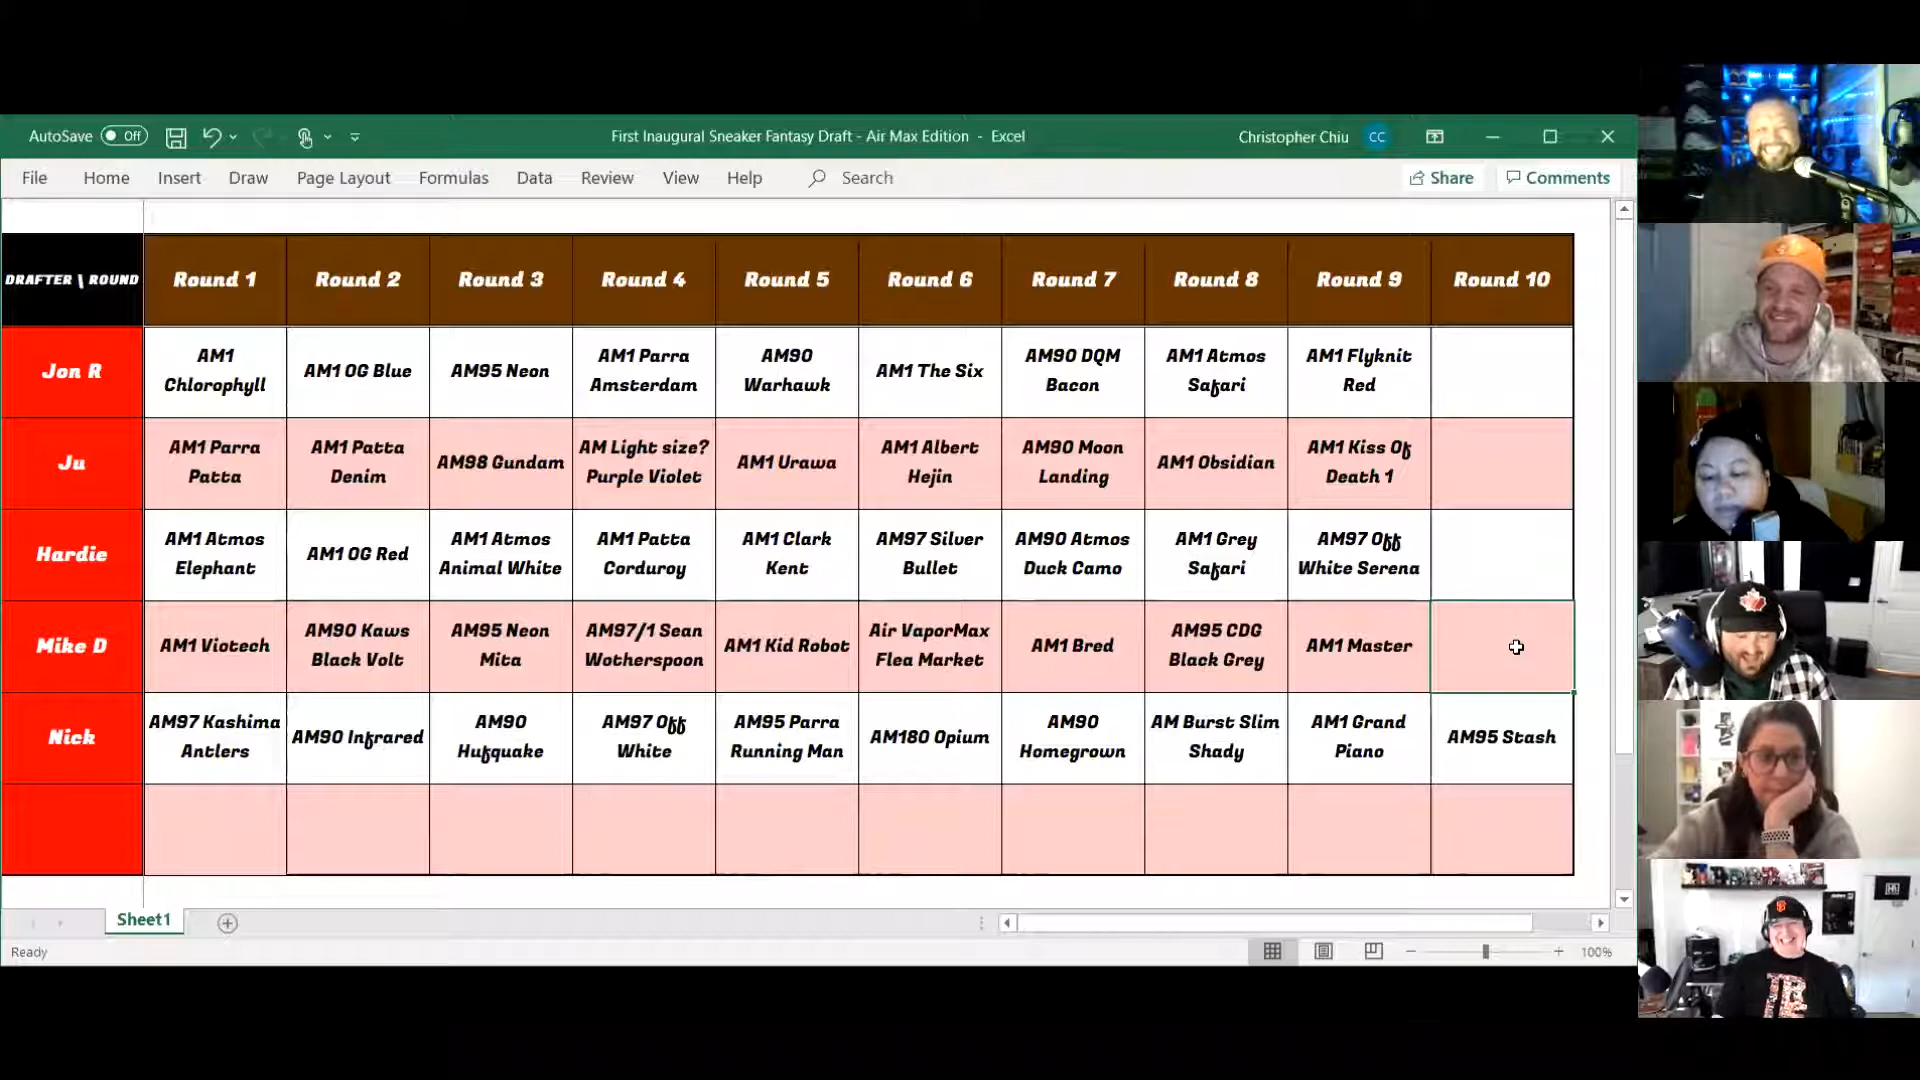 AutoSave Off
First Inaugural Sneaker Fantasy Draft - Air Max Edition - Excel
Christopher Chiu CC
File Home Insert Draw Page Layout Formulas Data Review View Help Search
Share Comments
DRAFTER \ ROUND Round 1 Round 2 Round 3 Round 4 Round 5 Round 6 Round 7 Round 8 Round 9 Round 10
Jon R
AM1
Chlorophyll
AM1 OG Blue
AM95 Neon
AM1 Parra
Amsterdam
AM90
Warhawk
AM1 The Six
AM90 DQM
Bacon
AM1 Atmos
Safari
AM1 Flyknit
Red
Ju
AM1 Parra
Patta
AM1 Patta
Denim
AM98 Gundam
AM Light size?
Purple Violet
AM1 Urawa
AM1 Albert
Hejin
AM90 Moon
Landing
AM1 Obsidian
AM1 Kiss Of
Death 1
Hardie
AM1 Atmos
Elephant
AM1 OG Red
AM1 Atmos
Animal White
AM1 Patta
Corduroy
AM1 Clark
Kent
AM97 Silver
Bullet
AM90 Atmos
Duck Camo
AM1 Grey
Safari
AM97 Off
White Serena
Mike D
AM1 Viotech
AM90 Kaws
Black Volt
AM95 Neon
Mita
AM97/1 Sean
Wotherspoon
AM1 Kid Robot
Air VaporMax
Flea Market
AM1 Bred
AM95 CDG
Black Grey
AM1 Master
Nick
AM97 Kashima
Antlers
AM90 Infrared
AM90
Hufquake
AM97 Off
White
AM95 Parra
Running Man
AM180 Opium
AM90
Homegrown
AM Burst Slim
Shady
AM1 Grand
Piano
AM95 Stash
Sheet1
Ready
100%